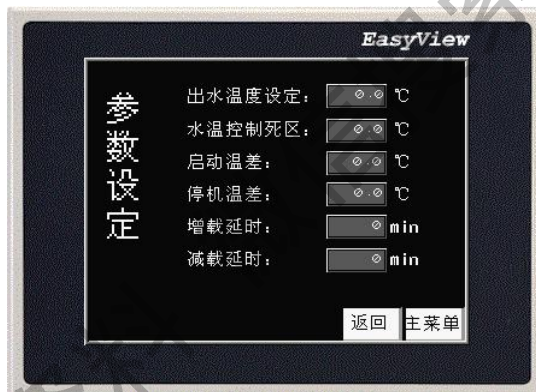 EasyView
参数设定
出水温度设定： 0.0 ℃
水温控制死区： 0.0 ℃
启动温差： 0.0 ℃
停机温差： 0.0 ℃
增载延时： 0 min
减载延时： 0 min
返回 主菜单